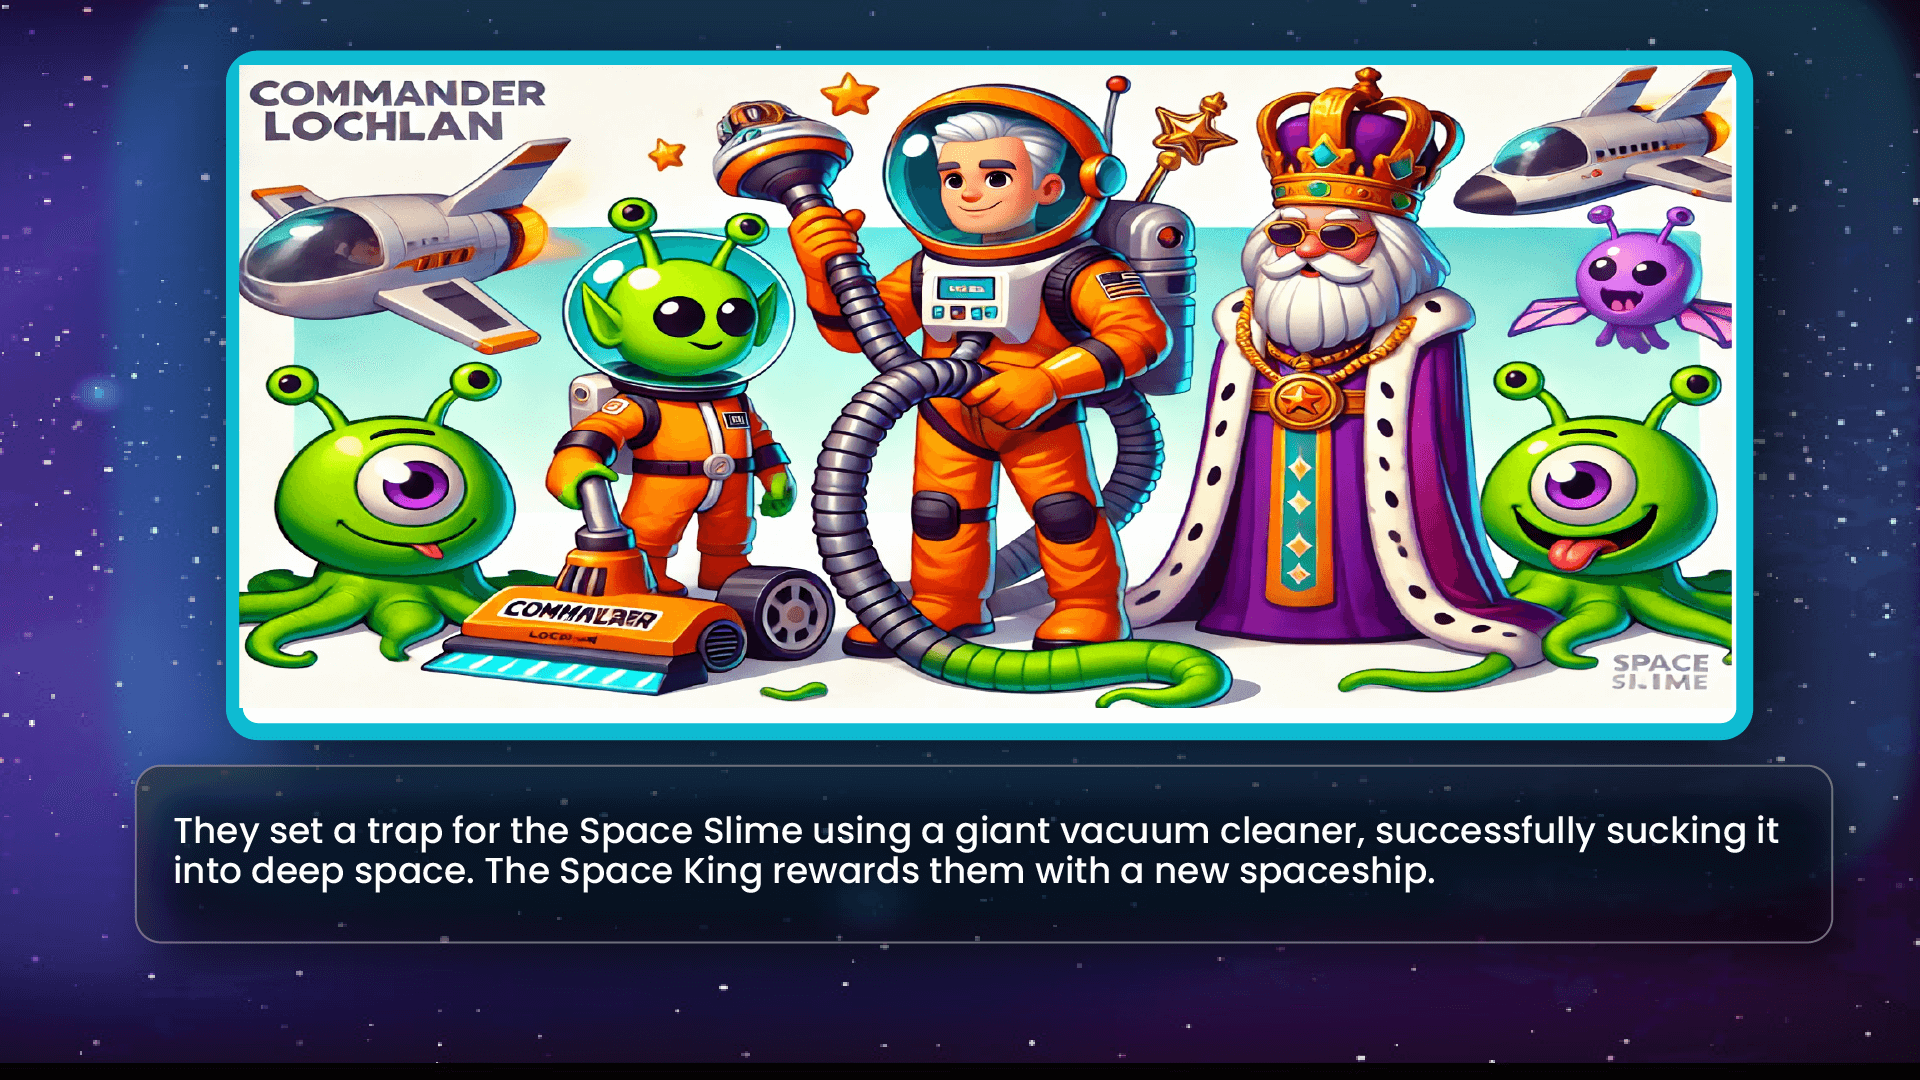 COMMANDER
LOCHLAN
COMMALBER
SPACE
SLIME
They set a trap for the Space Slime using a giant vacuum cleaner, successfully sucking it
into deep space. The Space King rewards them with a new spaceship.